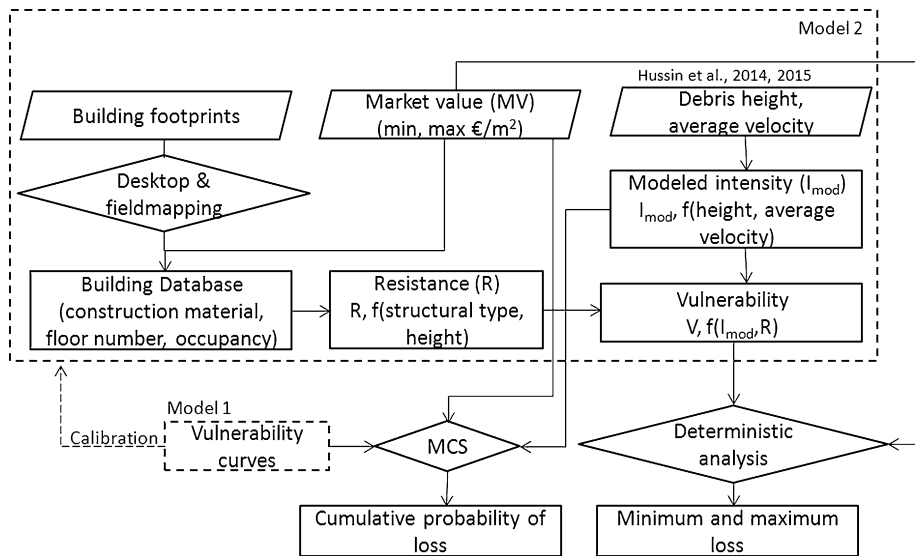 Model 2
Hussin et al., 2014, 2015
Building footprints
Market value (MV)
(min, max €/m²)
Debris height,
average velocity
Desktop &
fieldmapping
Modeled intensity (Imod)
Imod, f(height, average
velocity)
Building Database
(construction material,
floor number, occupancy)
Resistance (R)
R, f(structural type,
height)
Vulnerability
V, f(Imod,R)
Model 1
Calibration
Vulnerability
curves
MCS
Deterministic
analysis
Cumulative probability of
loss
Minimum and maximum
loss